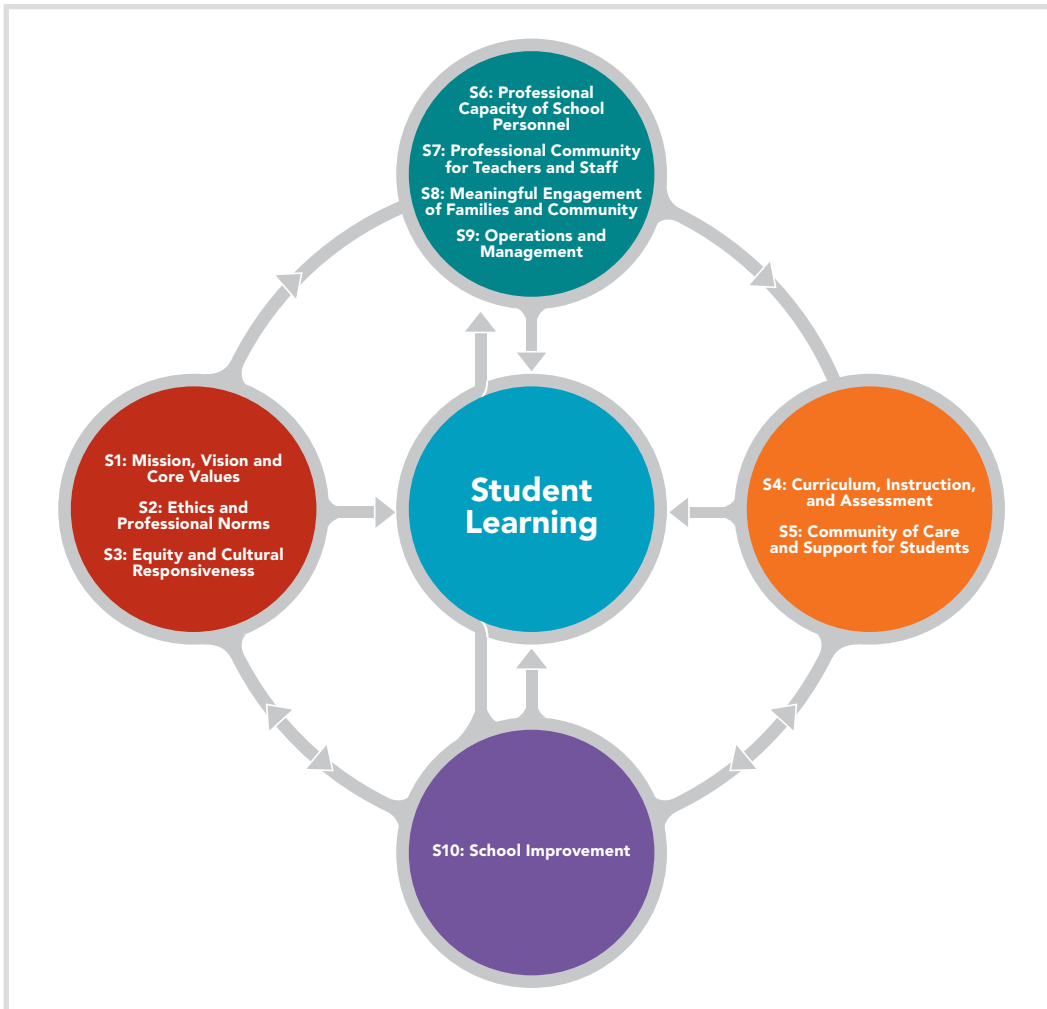 S6: Professional
Capacity of School
Personnel
S7: Professional Community
for Teachers and Staff
S8: Meaningful Engagement
of Families and Community
S9: Operations and
Management
S1: Mission, Vision and
Core Values
S2: Ethics and
Professional Norms
S3: Equity and Cultural
Responsiveness
Student
Learning
S4: Curriculum, Instruction,
and Assessment
S5: Community of Care
and Support for Students
S10: School Improvement